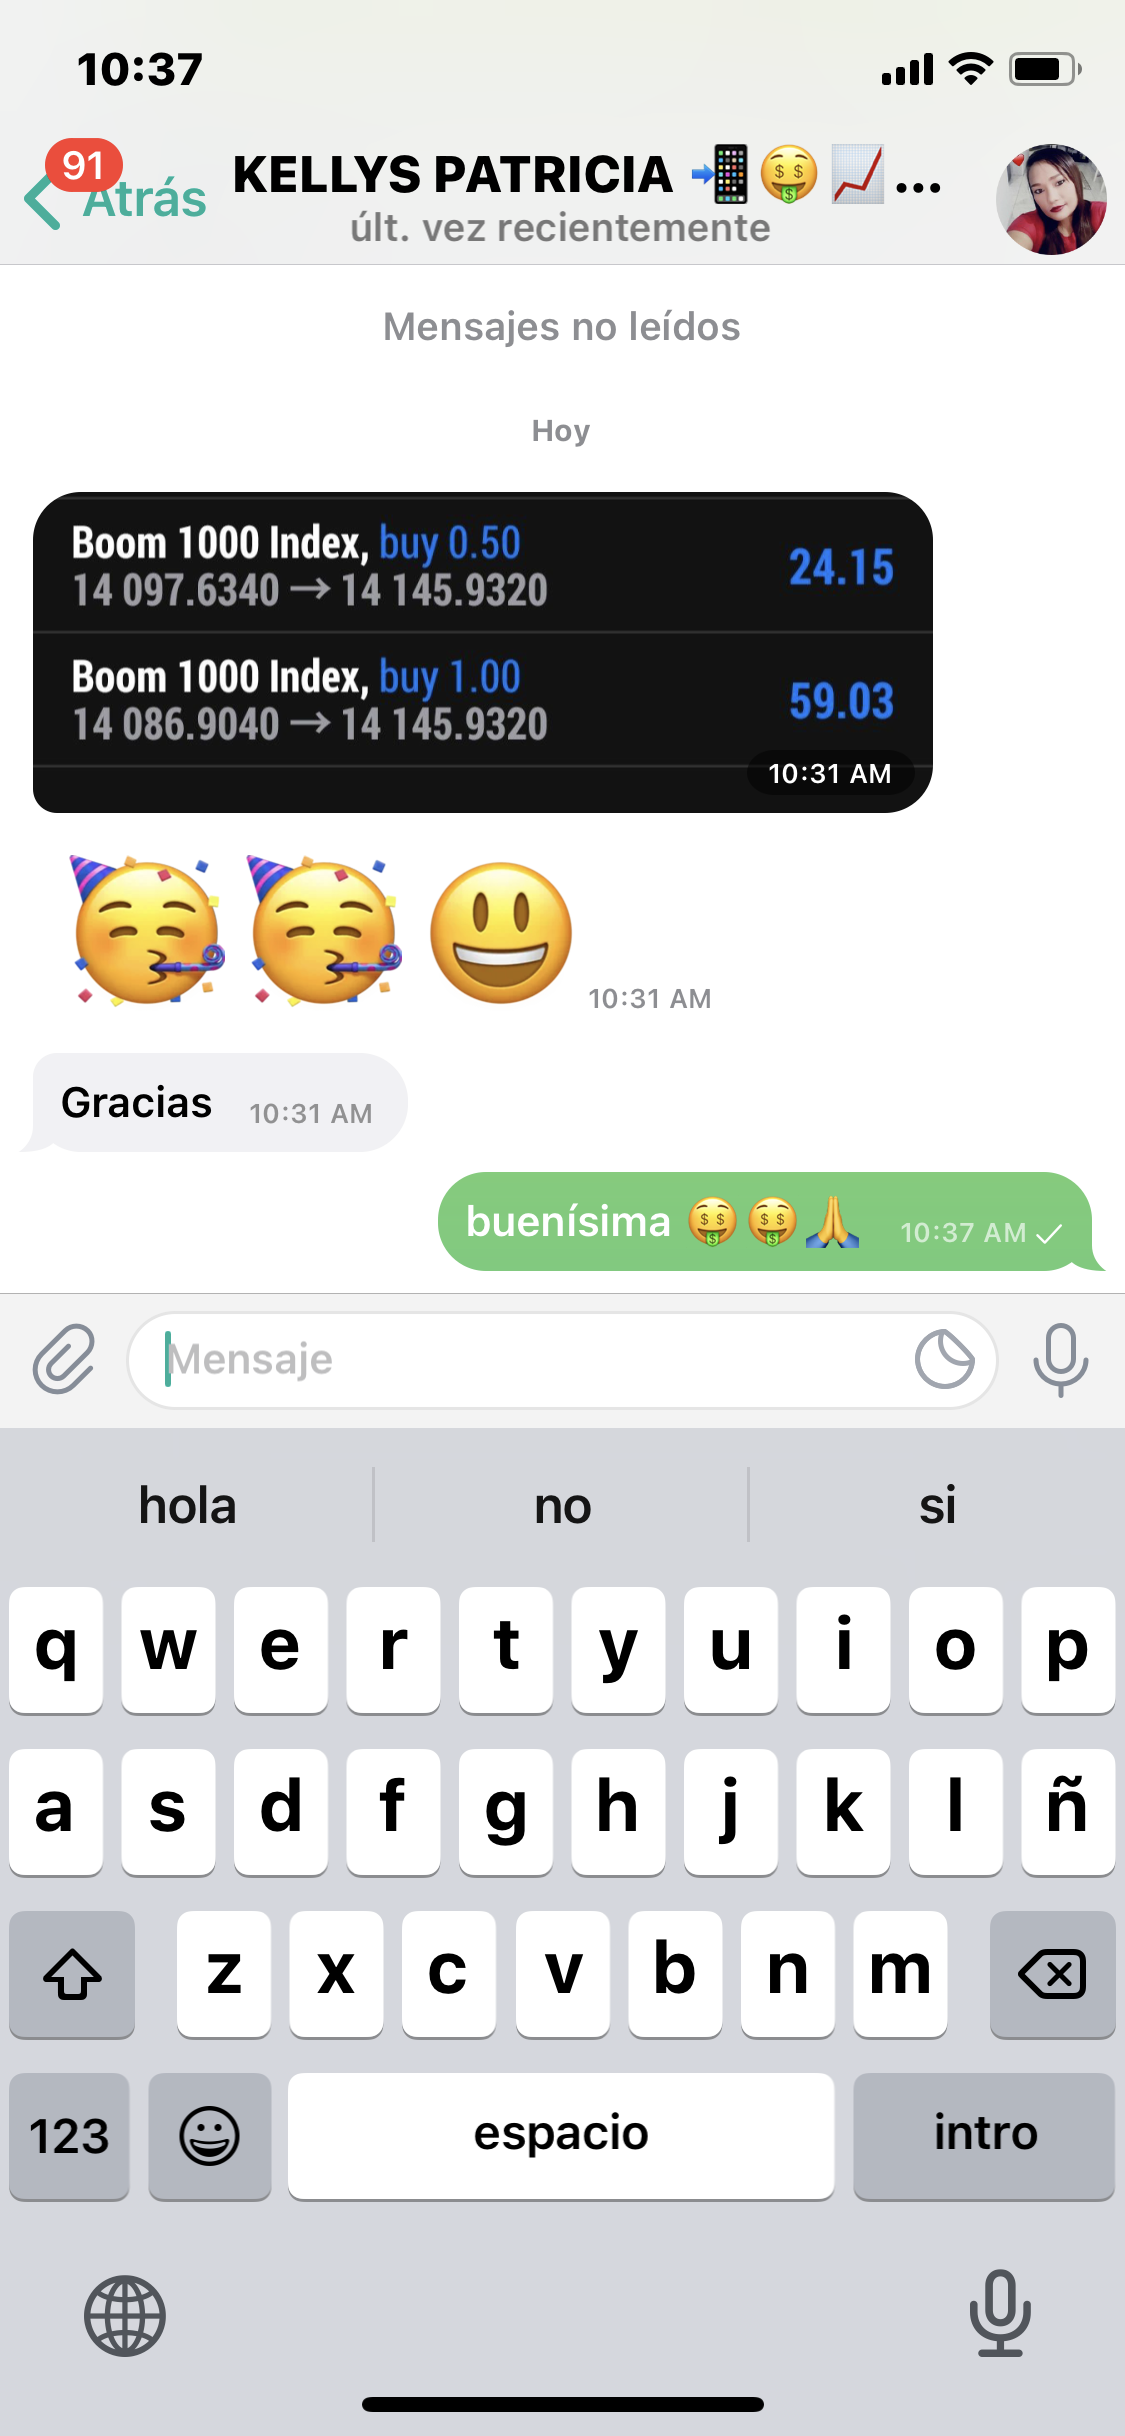 10:37
91
Atrás
KELLYS PATRICIA 📲🤑📈...
últ. vez recientemente
Mensajes no leídos
Hoy
Boom 1000 Index, buy 0.50
14 097.6340 → 14 145.9320
24.15
Boom 1000 Index, buy 1.00
14 086.9040 → 14 145.9320
59.03
10:31 AM
🥳🥳😃 10:31 AM
Gracias 10:31 AM
buenísima 🤑🤑🙏 10:37 AM ✓
Mensaje
hola no si
q w e r t y u i o p
a s d f g h j k l ñ
z x c v b n m
123 espacio intro